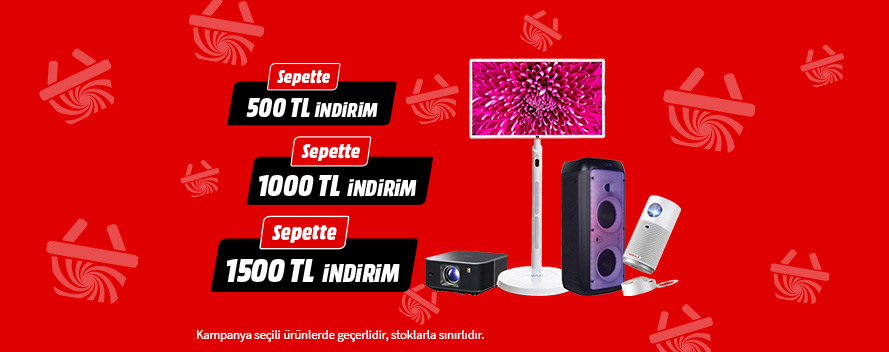 Sepette
500 TL İNDİRİM
Sepette
1000 TL İNDİRİM
Sepette
1500 TL İNDİRİM
Kampanya seçili ürünlerde geçerlidir, stoklarla sınırlıdır.